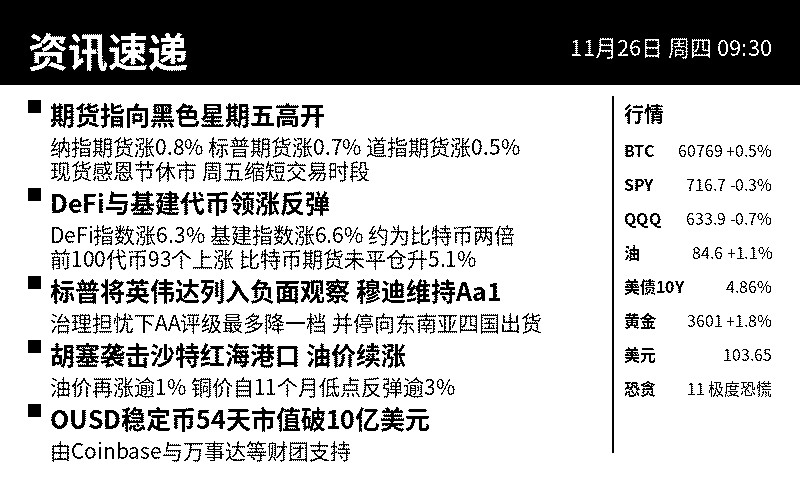 资讯速递
11月26日 周四 09:30
期货指向黑色星期五高开
纳指期货涨0.8% 标普期货涨0.7% 道指期货涨0.5%
现货感恩节休市 周五缩短交易时段
DeFi与基建代币领涨反弹
DeFi指数涨6.3% 基建指数涨6.6% 约为比特币两倍
前100代币93个上涨 比特币期货未平仓升5.1%
标普将英伟达列入负面观察 穆迪维持Aa1
治理担忧下AA评级最多降一档 并停向东南亚四国出货
胡塞袭击沙特红海港口 油价续涨
油价再涨逾1% 铜价自11个月低点反弹逾3%
OUSD稳定币54天市值破10亿美元
由Coinbase与万事达等财团支持
行情
BTC 60769 +0.5%
SPY 716.7 -0.3%
QQQ 633.9 -0.7%
油 84.6 +1.1%
美债10Y 4.86%
黄金 3601 +1.8%
美元 103.65
恐贪 11 极度恐慌